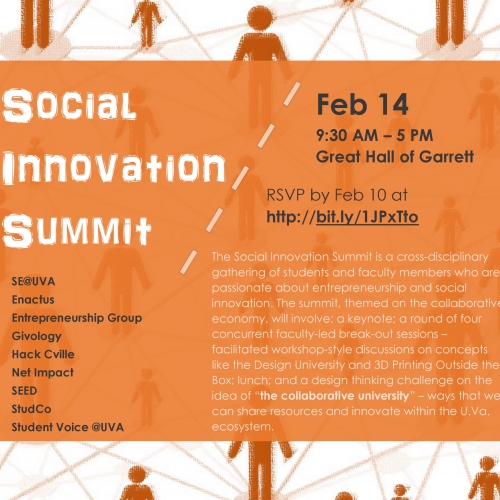 Social
Innovation
Summit
Feb 14
9:30 AM – 5 PM
Great Hall of Garrett
RSVP by Feb 10 at
http://bit.ly/1JPxTto
SE@UVA
Enactus
Entrepreneurship Group
Givology
Hack Cville
Net Impact
SEED
StudCo
Student Voice @UVA
The Social Innovation Summit is a cross-disciplinary
gathering of students and faculty members who are
passionate about entrepreneurship and social
innovation. The summit, themed on the collaborative
economy, will involve: a keynote; a round of four
concurrent faculty-led break-out sessions –
facilitated workshop-style discussions on concepts
like the Design University and 3D Printing Outside the
Box; lunch; and a design thinking challenge on the
idea of "the collaborative university" – ways that we
can share resources and innovate within the U.Va.
ecosystem.